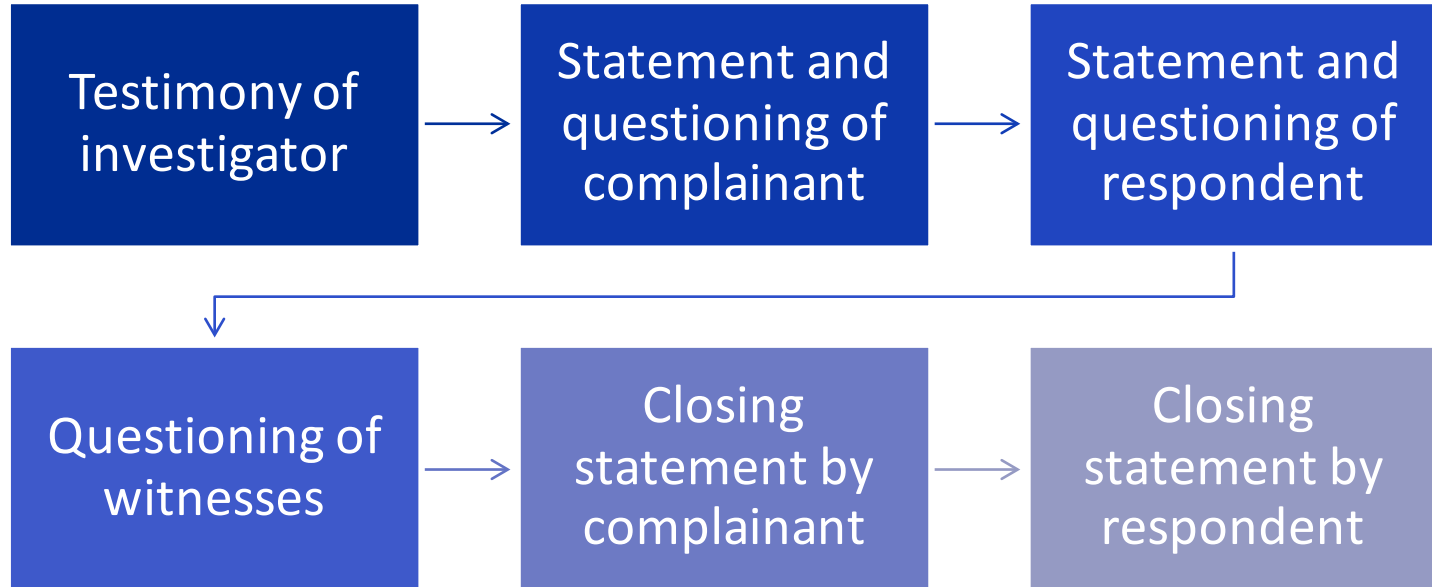 Testimony of
investigator
Statement and
questioning of
complainant
Statement and
questioning of
respondent
Questioning of
witnesses
Closing
statement by
complainant
Closing
statement by
respondent